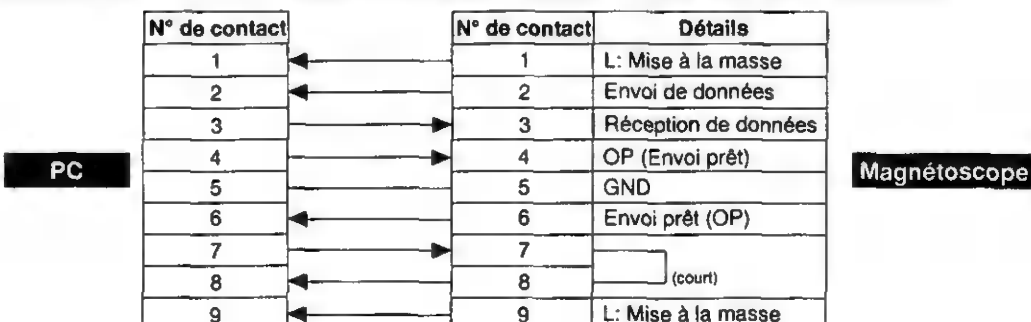 N° de contact N° de contact Détails
1 1 L: Mise à la masse
2 2 Envoi de données
3 3 Réception de données
PC 4 4 OP (Envoi prêt) Magnétoscope
5 5 GND
6 6 Envoi prêt (OP)
7 7
8 8 (court)
9 9 L: Mise à la masse